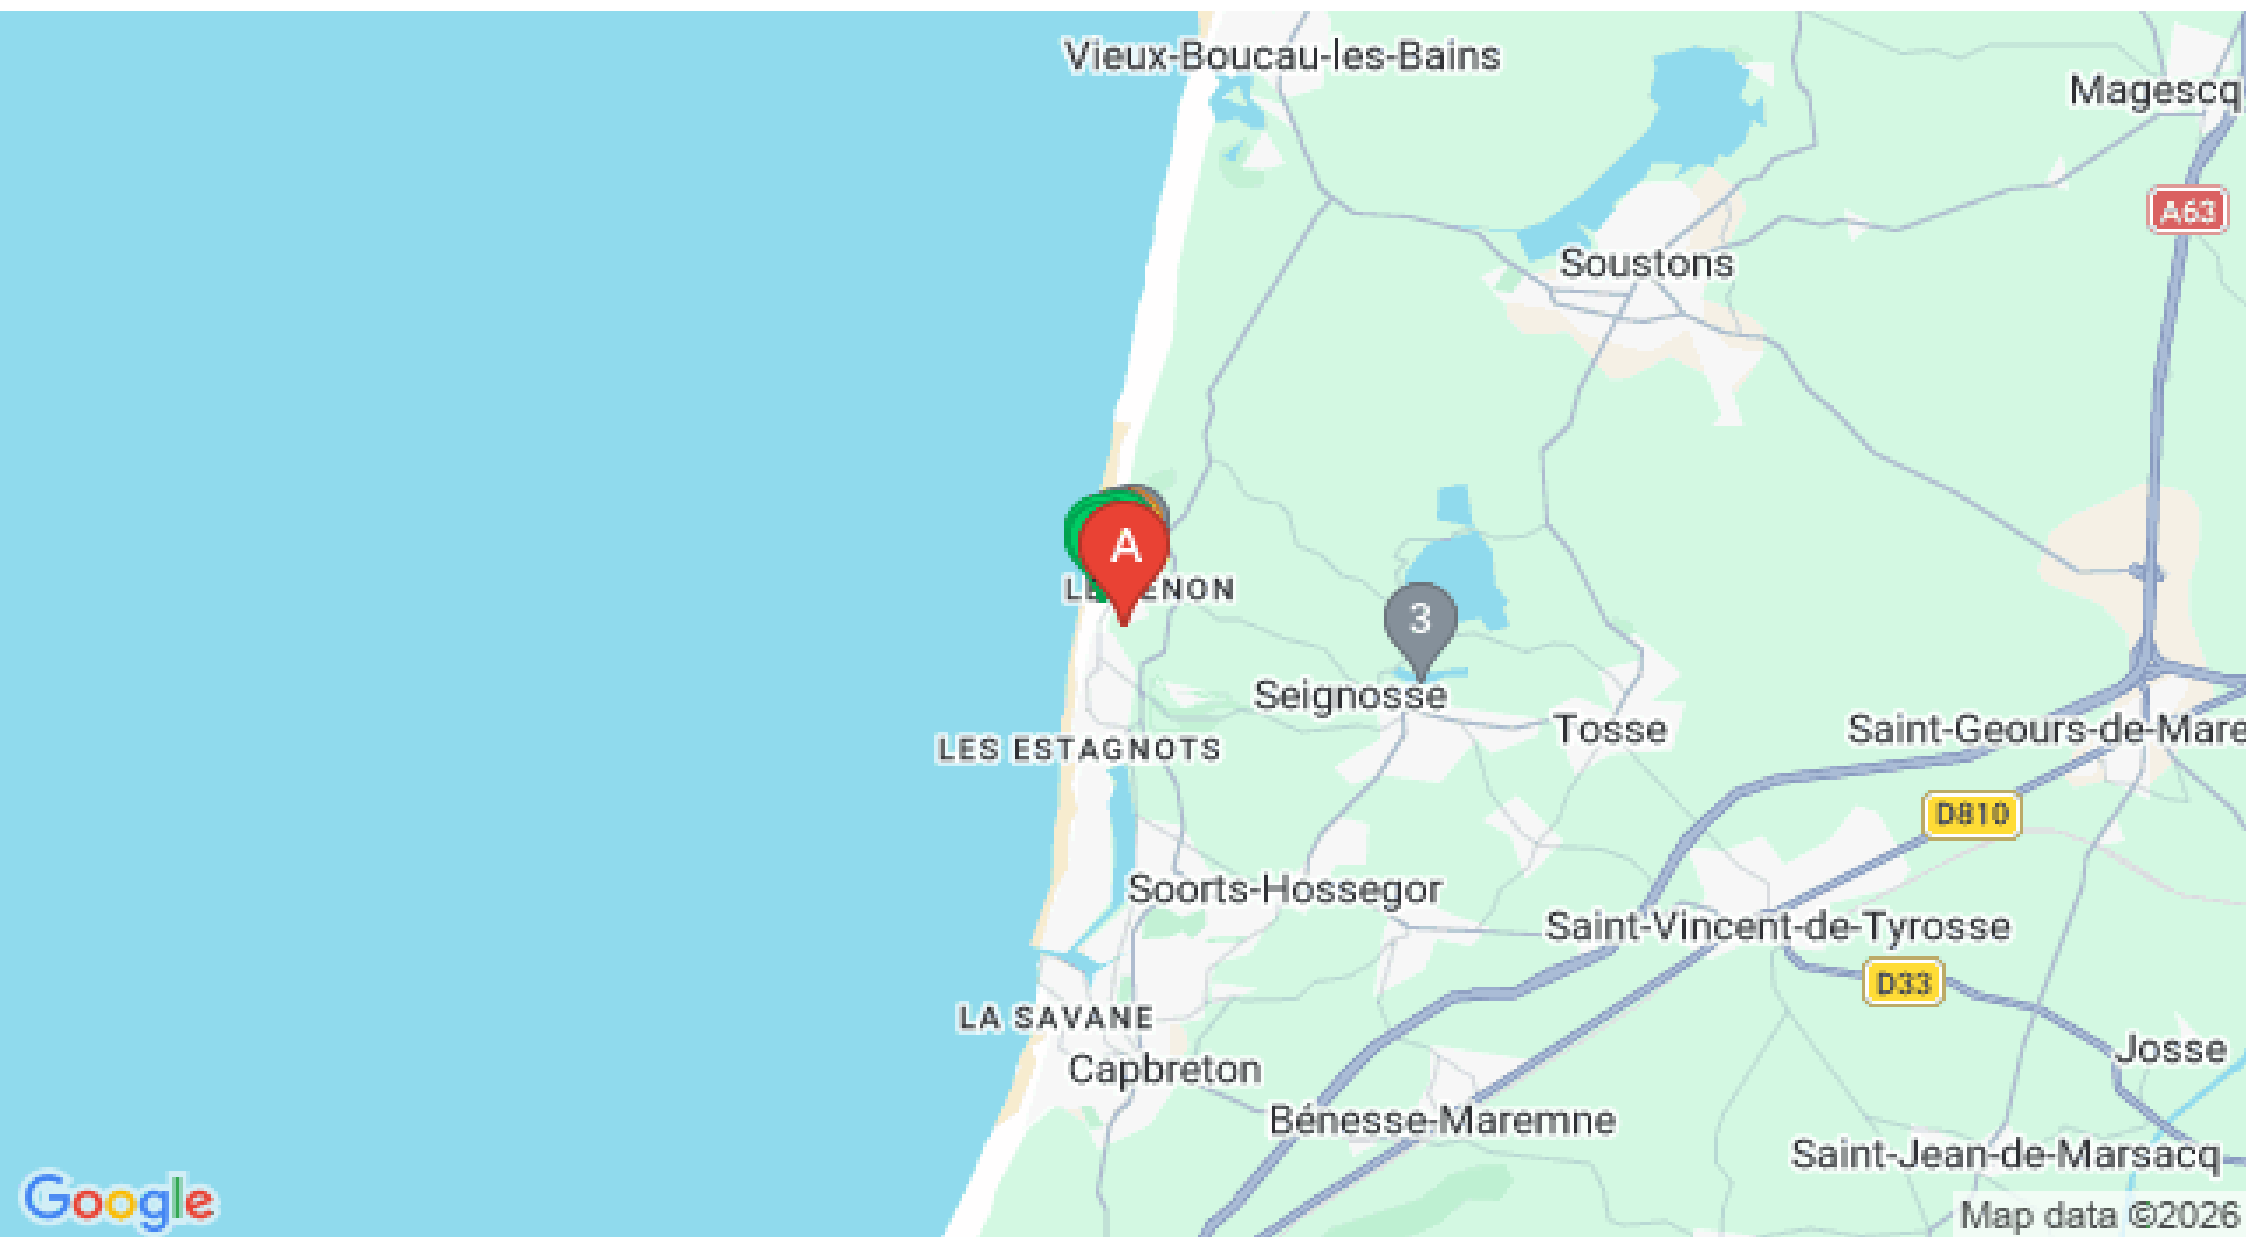 Vieux-Boucau-les-Bains
Magescq
A63
Soustons
A
3
Seignosse
Tosse
LES ESTAGNOTS
Saint-Geours-de-Mare
D810
Soorts-Hossegor
Saint-Vincent-de-Tyrosse
D33
LA SAVANE
Josse
Capbreton
Bénesse-Maremne
Saint-Jean-de-Marsacq
Google
Map data ©2026